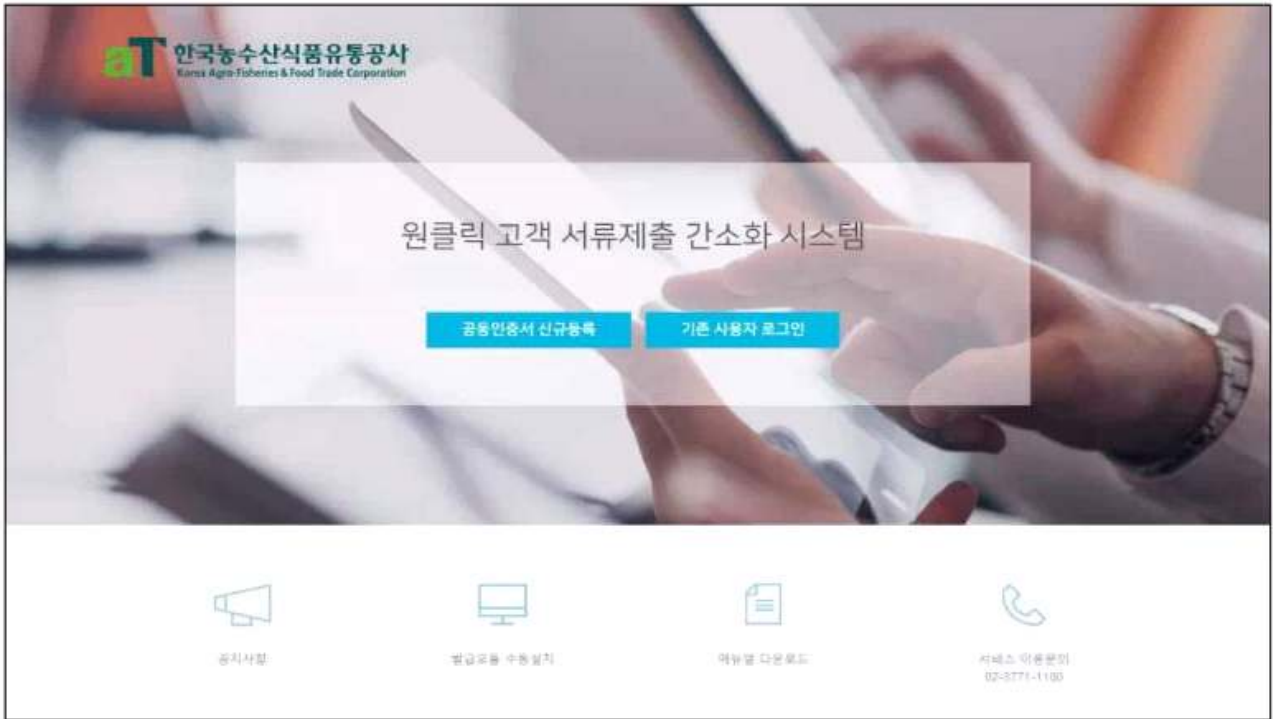 aT 한국농수산식품유통공사
Korea Agro-Fisheries & Food Trade Corporation
원클릭 고객 서류제출 간소화 시스템
공동인증서 신규등록
기존 사용자 로그인
공지사항
발급모듈 수동설치
매뉴얼 다운로드
서비스 이용문의